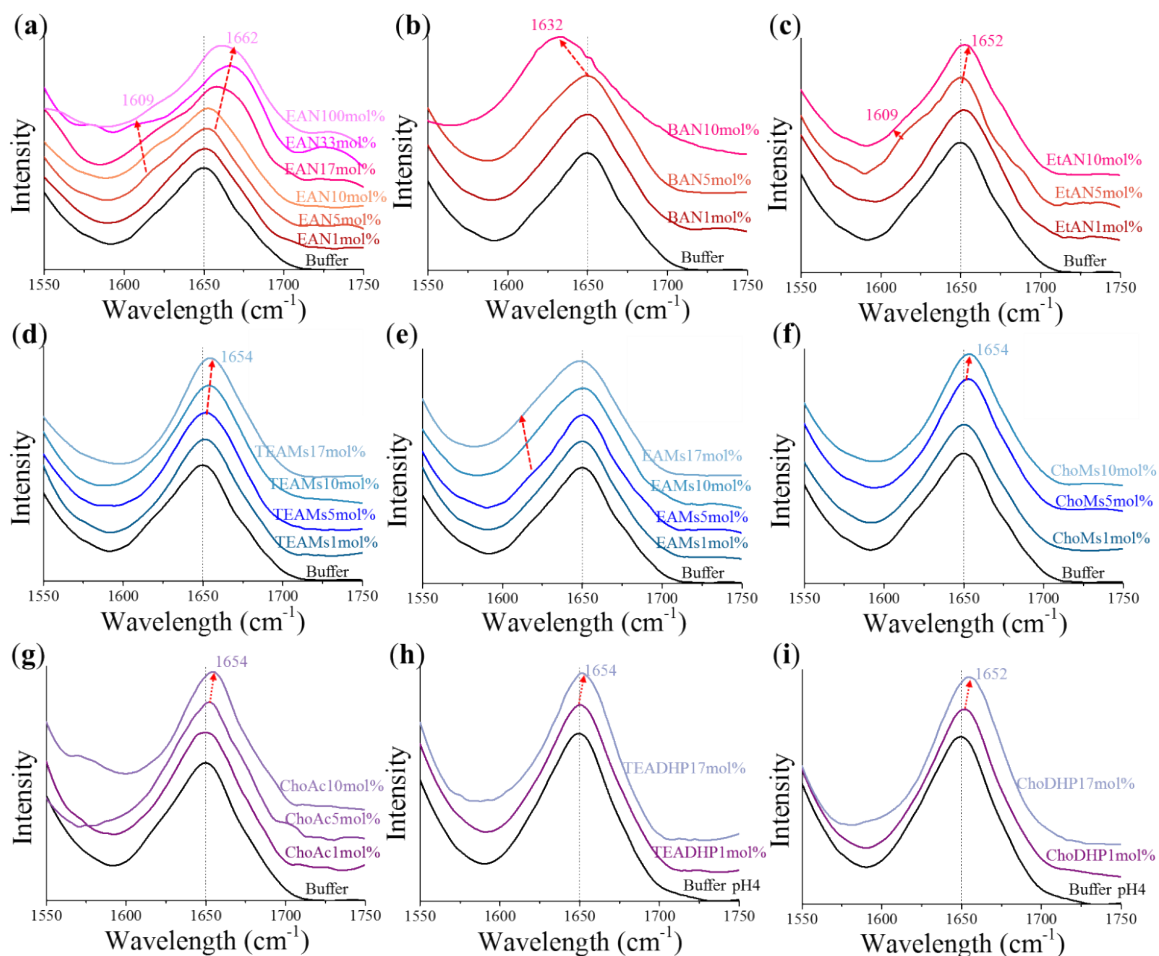 (a)
1662
1609
EAN100mol%
EAN33mol%
EAN17mol%
EAN10mol%
EAN5mol%
EAN1mol%
Buffer
Intensity
1550 1600 1650 1700 1750
Wavelength (cm-1)
(b)
1632
BAN10mol%
BAN5mol%
BAN1mol%
Buffer
Intensity
1550 1600 1650 1700 1750
Wavelength (cm-1)
(c)
1652
1609
EtAN10mol%
EtAN5mol%
EtAN1mol%
Buffer
Intensity
1550 1600 1650 1700 1750
Wavelength (cm-1)
(d)
1654
TEAMs17mol%
TEAMs10mol%
TEAMs5mol%
TEAMs1mol%
Buffer
Intensity
1550 1600 1650 1700 1750
Wavelength (cm-1)
(e)
EAMs17mol%
EAMs10mol%
EAMs5mol%
EAMs1mol%
Buffer
Intensity
1550 1600 1650 1700 1750
Wavelength (cm-1)
(f)
1654
ChoMs10mol%
ChoMs5mol%
ChoMs1mol%
Buffer
Intensity
1550 1600 1650 1700 1750
Wavelength (cm-1)
(g)
1654
ChoAc10mol%
ChoAc5mol%
ChoAc1mol%
Buffer
Intensity
1550 1600 1650 1700 1750
Wavelength (cm-1)
(h)
1654
TEADHP17mol%
TEADHP1mol%
Buffer pH4
Intensity
1550 1600 1650 1700 1750
Wavelength (cm-1)
(i)
1652
ChoDHP17mol%
ChoDHP1mol%
Buffer pH4
Intensity
1550 1600 1650 1700 1750
Wavelength (cm-1)